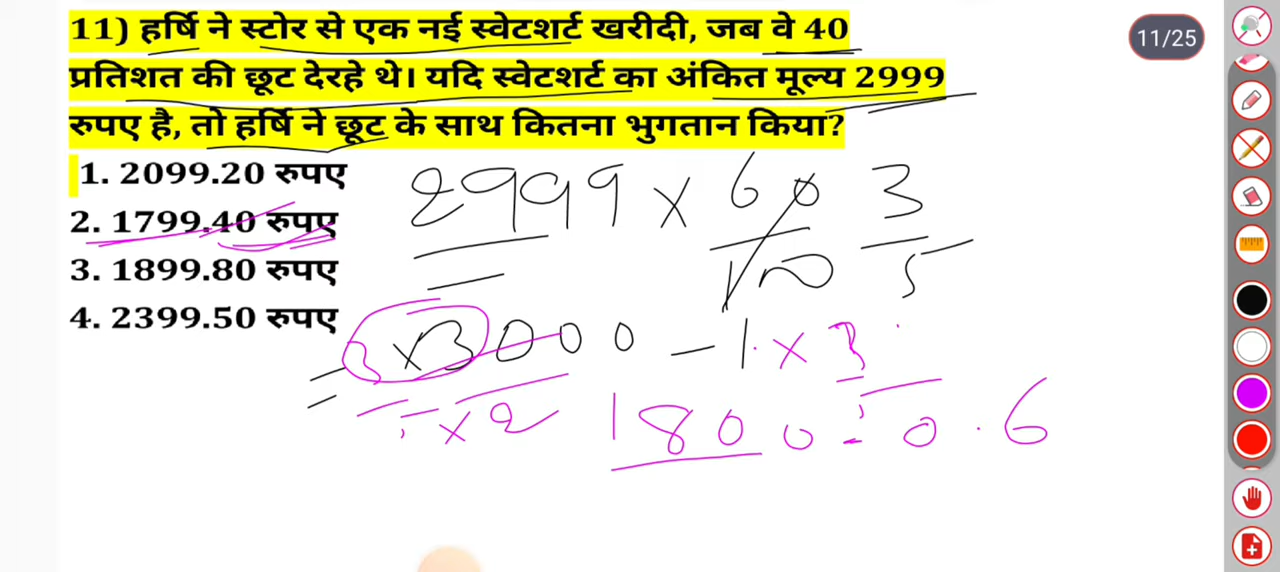 11) हर्षि ने स्टोर से एक नई स्वेटशर्ट खरीदी, जब वे 40
प्रतिशत की छूट देरहे थे। यदि स्वेटशर्ट का अंकित मूल्य 2999
रुपए है, तो हर्षि ने छूट के साथ कितना भुगतान किया?
1. 2099.20 रुपए
2. 1799.40 रुपए
3. 1899.80 रुपए
4. 2399.50 रुपए
11/25
2999 × 60 3
100 5
= 3 × 3000 - 1 × 3
× 2 1800 - 0.6